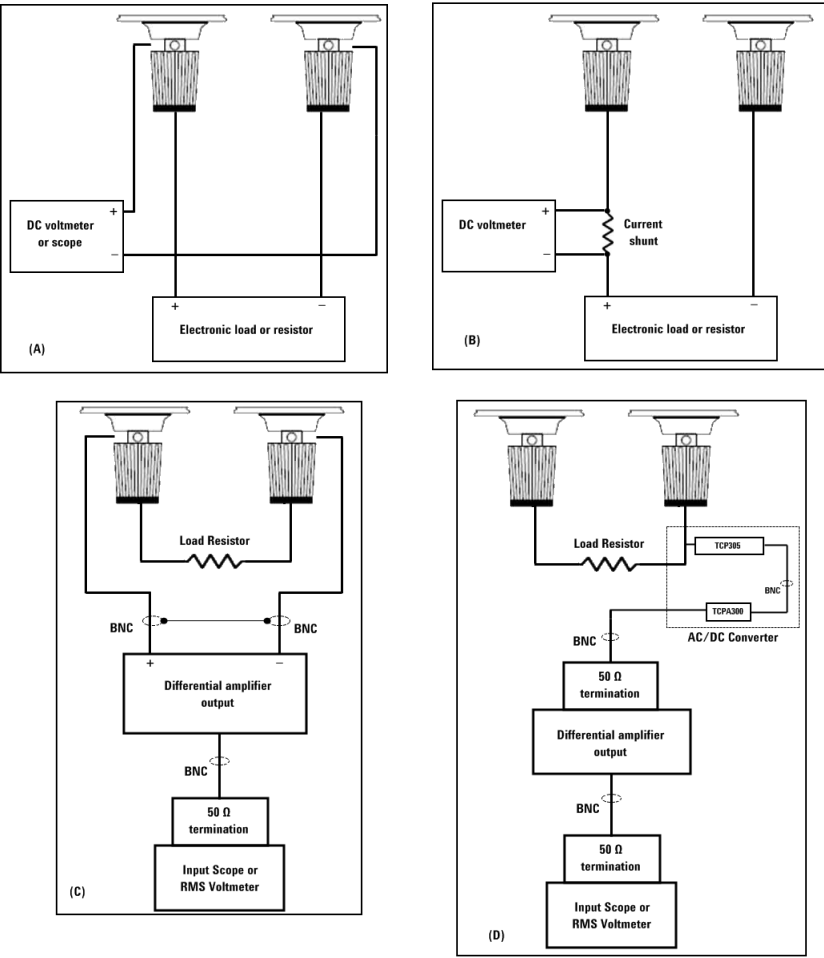 +
DC voltmeter
or scope
–
+
–
Electronic load or resistor
(A)
+
DC voltmeter
–
Current
shunt
+
–
Electronic load or resistor
(B)
Load Resistor
BNC
BNC
+
–
Differential amplifier
output
BNC
50 Ω
termination
Input Scope or
RMS Voltmeter
(C)
Load Resistor
TCP305
BNC
TCPA300
AC/DC Converter
BNC
50 Ω
termination
Differential amplifier
output
BNC
50 Ω
termination
Input Scope or
RMS Voltmeter
(D)